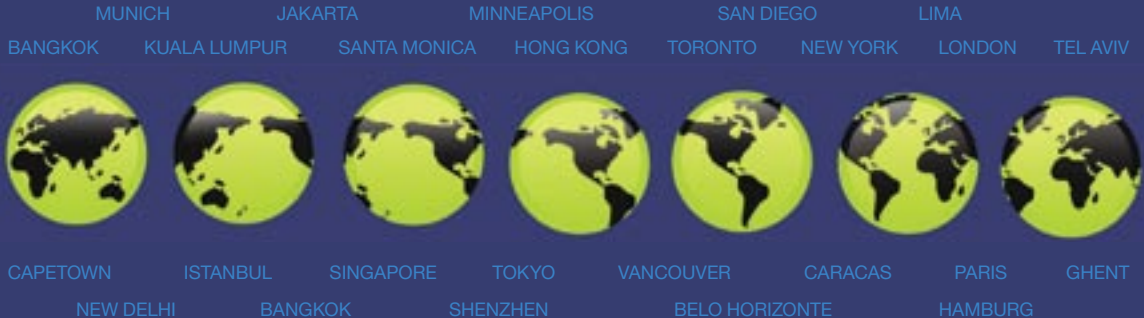 MUNICH JAKARTA MINNEAPOLIS SAN DIEGO LIMA
BANGKOK KUALA LUMPUR SANTA MONICA HONG KONG TORONTO NEW YORK LONDON TEL AVIV
CAPETOWN ISTANBUL SINGAPORE TOKYO VANCOUVER CARACAS PARIS GHENT
NEW DELHI BANGKOK SHENZHEN BELO HORIZONTE HAMBURG